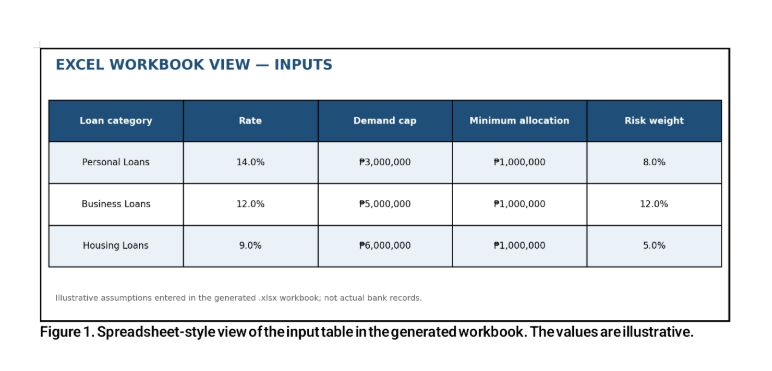 EXCEL WORKBOOK VIEW — INPUTS
Loan category Rate Demand cap Minimum allocation Risk weight
Personal Loans 14.0% ₱3,000,000 ₱1,000,000 8.0%
Business Loans 12.0% ₱5,000,000 ₱1,000,000 12.0%
Housing Loans 9.0% ₱6,000,000 ₱1,000,000 5.0%
Illustrative assumptions entered in the generated .xlsx workbook; not actual bank records.
Figure 1. Spreadsheet-style view of the input table in the generated workbook. The values are illustrative.